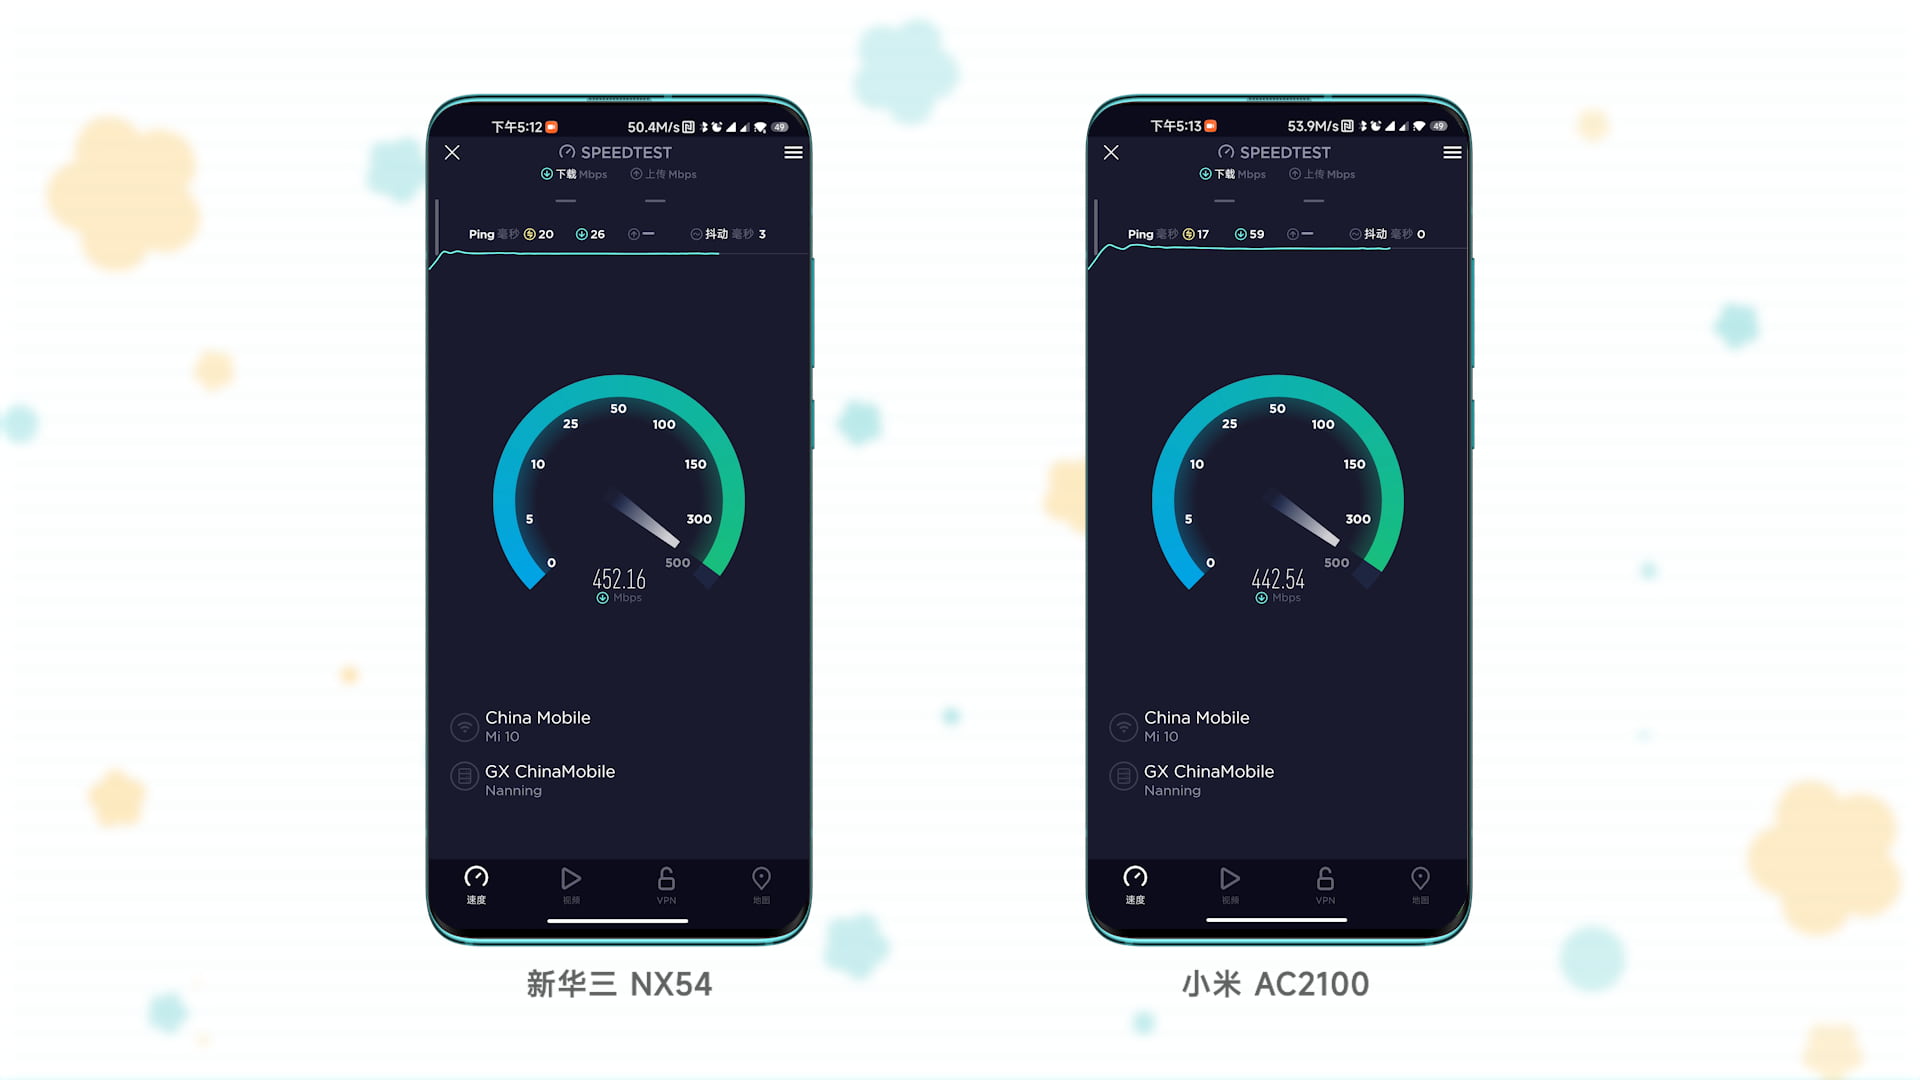 下午5:12
50.4M/s
49
SPEEDTEST
下载 Mbps
上传 Mbps
Ping 毫秒 20
26
抖动 毫秒 3
50
25
100
10
150
5
300
0
500
452.16
Mbps
China Mobile
Mi 10
GX ChinaMobile
Nanning
速度
视频
VPN
地图
新华三 NX54
下午5:13
53.9M/s
49
SPEEDTEST
下载 Mbps
上传 Mbps
Ping 毫秒 17
59
抖动 毫秒 0
50
25
100
10
150
5
300
0
500
442.54
Mbps
China Mobile
Mi 10
GX ChinaMobile
Nanning
速度
视频
VPN
地图
小米 AC2100